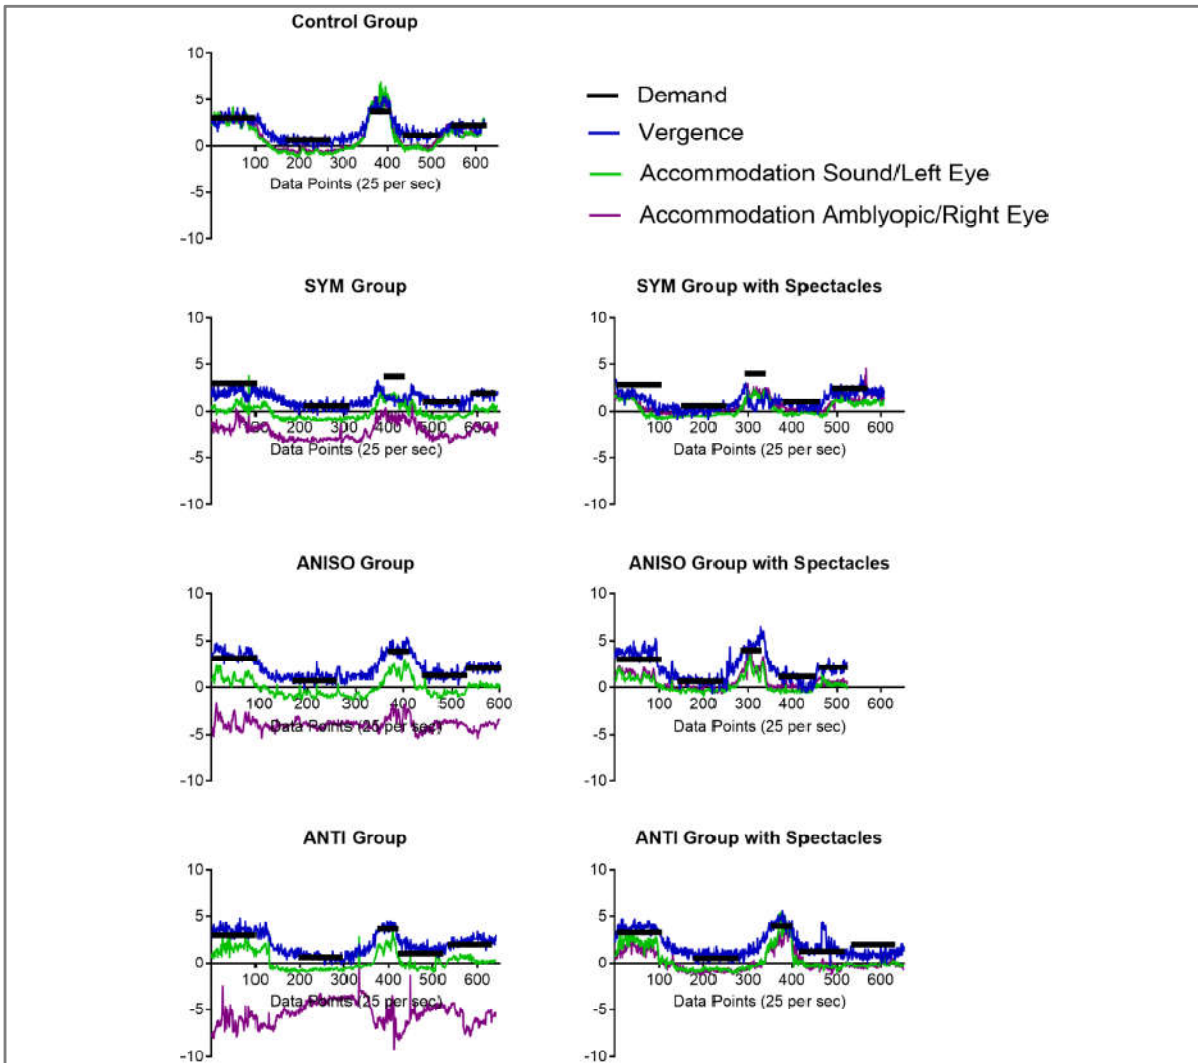 Control Group
10
5
0
-5
-10
100 200 300 400 500 600
Data Points (25 per sec)
Demand
Vergence
Accommodation Sound/Left Eye
Accommodation Amblyopic/Right Eye
SYM Group
10
5
0
-5
-10
100 200 300 400 500 600
Data Points (25 per sec)
SYM Group with Spectacles
10
5
0
-5
-10
100 200 300 400 500 600
Data Points (25 per sec)
ANISO Group
10
5
0
-5
-10
100 200 300 400 500 600
Data Points (25 per sec)
ANISO Group with Spectacles
10
5
0
-5
-10
100 200 300 400 500 600
Data Points (25 per sec)
ANTI Group
10
5
0
-5
-10
100 200 300 400 500 600
Data Points (25 per sec)
ANTI Group with Spectacles
10
5
0
-5
-10
100 200 300 400 500 600
Data Points (25 per sec)